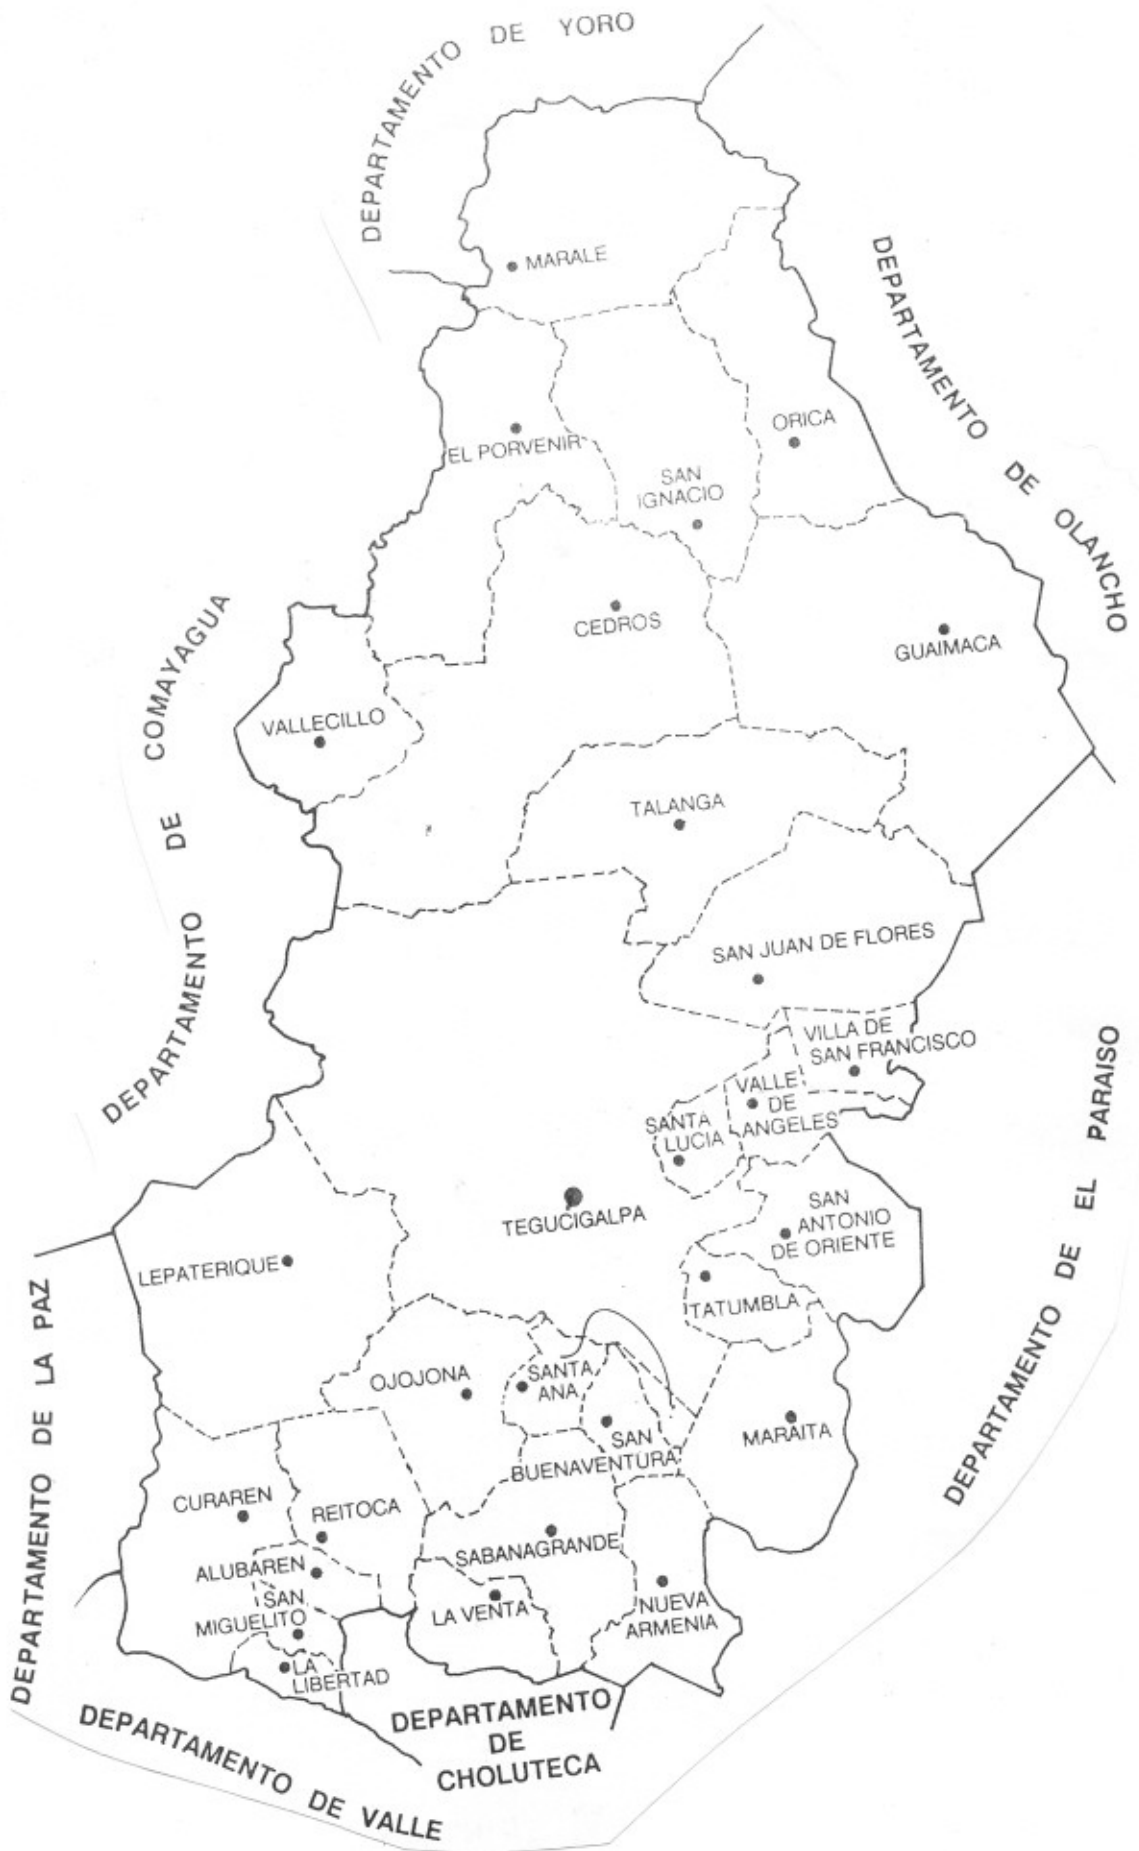 DEPARTAMENTO DE YORO
MARALE
DEPARTAMENTO DE OLANCHO
ORICA
EL PORVENIR
SAN
IGNACIO
CEDROS
GUAIMACA
DEPARTAMENTO DE COMAYAGUA
VALLECILLO
TALANGA
SAN JUAN DE FLORES
VILLA DE
SAN FRANCISCO
VALLE
DE
ANGELES
SANTA
LUCIA
TEGUCIGALPA
SAN
ANTONIO
DE ORIENTE
LEPATERIQUE
TATUMBLA
DEPARTAMENTO DE EL PARAISO
DEPARTAMENTO DE LA PAZ
OJOJONA
SANTA
ANA
SAN
BUENAVENTURA
MARAITA
CURAREN
REITOCA
SABANAGRANDE
ALUBAREN
SAN
MIGUELITO
LA VENTA
NUEVA
ARMENIA
LA
LIBERTAD
DEPARTAMENTO
DE
CHOLUTECA
DEPARTAMENTO DE VALLE